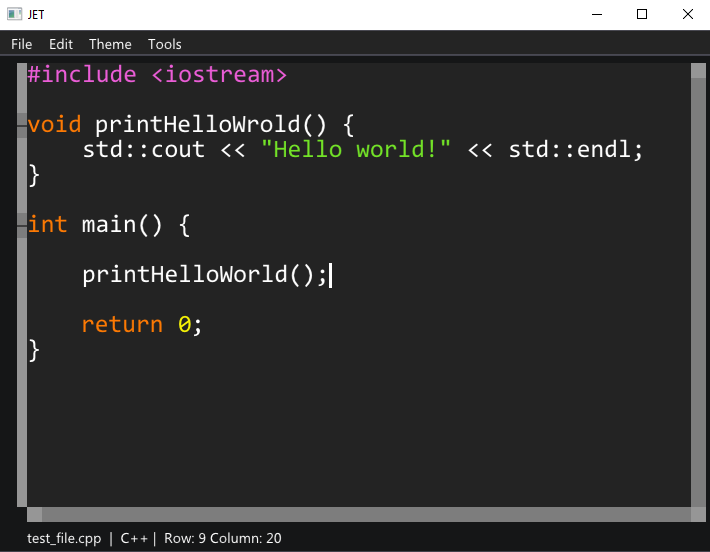 JET
File Edit Theme Tools
#include <iostream>
void printHelloWrold() {
    std::cout << "Hello world!" << std::endl;
}
int main() {
    printHelloWorld();
    return 0;
}
test_file.cpp | C++ | Row: 9 Column: 20